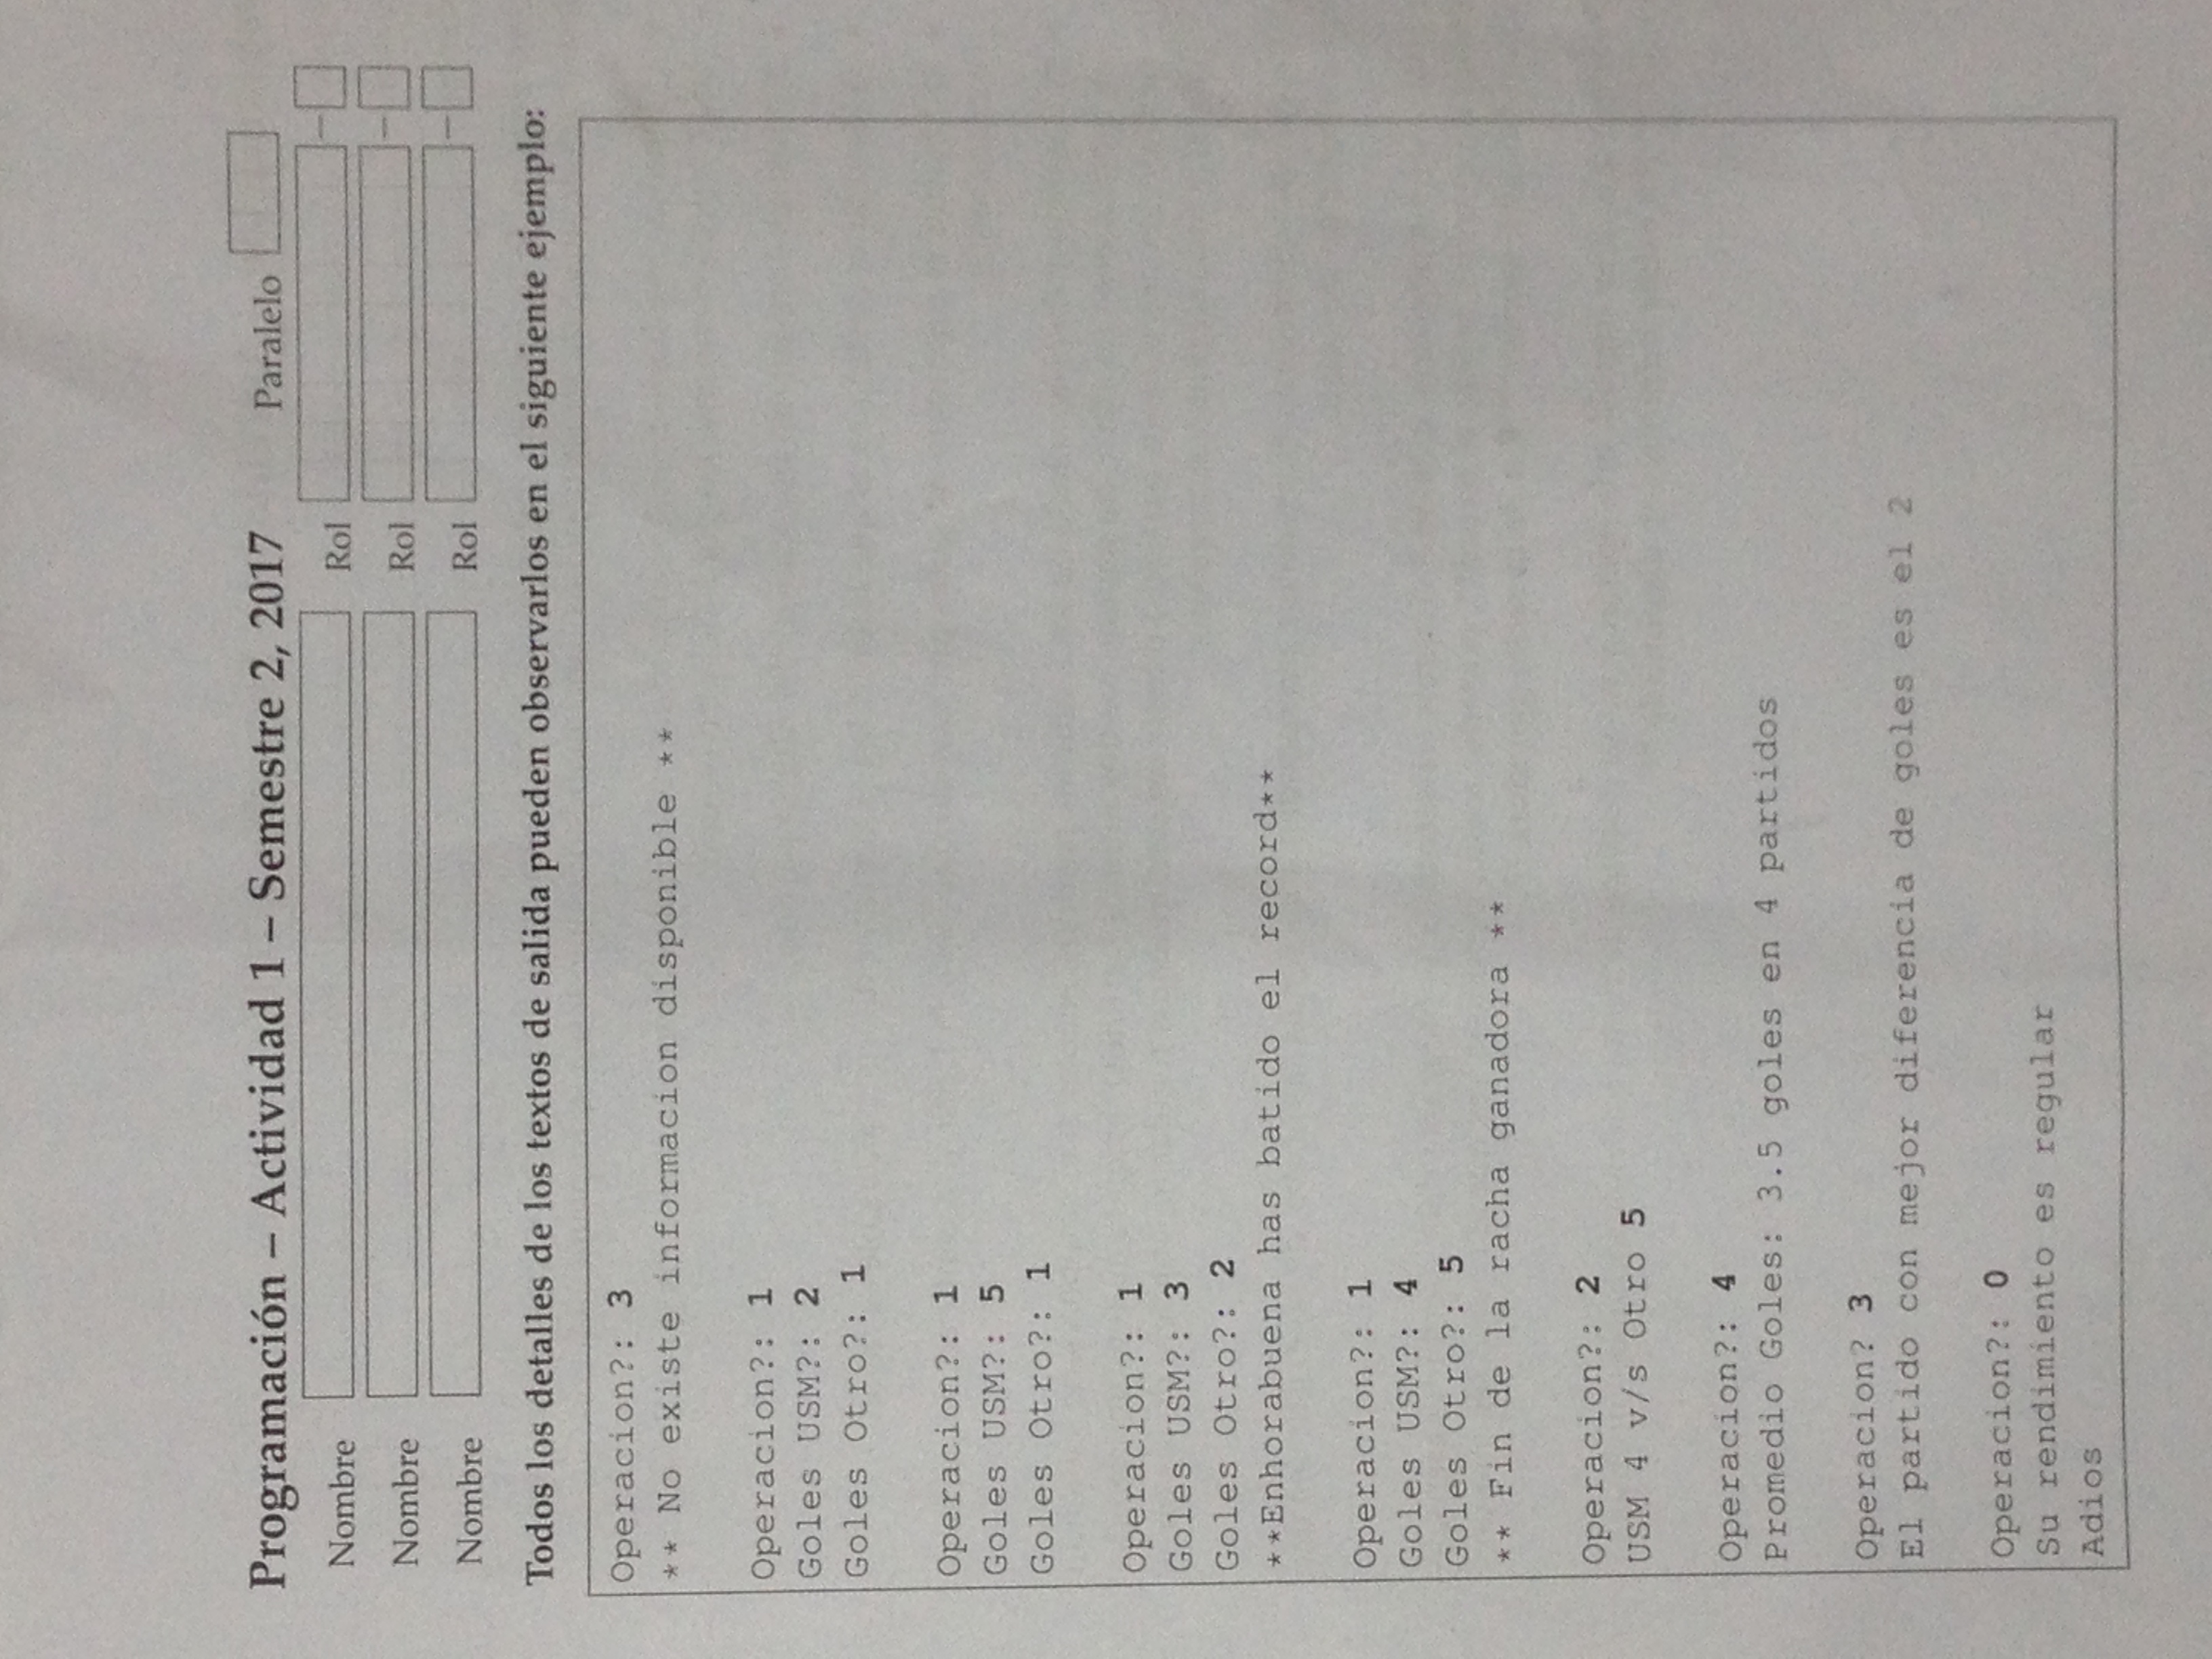 Programación – Actividad 1 – Semestre 2, 2017 Paralelo
Nombre Rol –
Nombre Rol –
Nombre Rol –
Todos los detalles de los textos de salida pueden observarlos en el siguiente ejemplo:
Operacion?: 3
** No existe informacion disponible **
Operacion?: 1
Goles USM?: 2
Goles Otro?: 1
Operacion?: 1
Goles USM?: 5
Goles Otro?: 1
Operacion?: 1
Goles USM?: 3
Goles Otro?: 2
**Enhorabuena has batido el record**
Operacion?: 1
Goles USM?: 4
Goles Otro?: 5
** Fin de la racha ganadora **
Operacion?: 2
USM 4 v/s Otro 5
Operacion?: 4
Promedio Goles: 3.5 goles en 4 partidos
Operacion? 3
El partido con mejor diferencia de goles es el 2
Operacion?: 0
Su rendimiento es regular
Adios